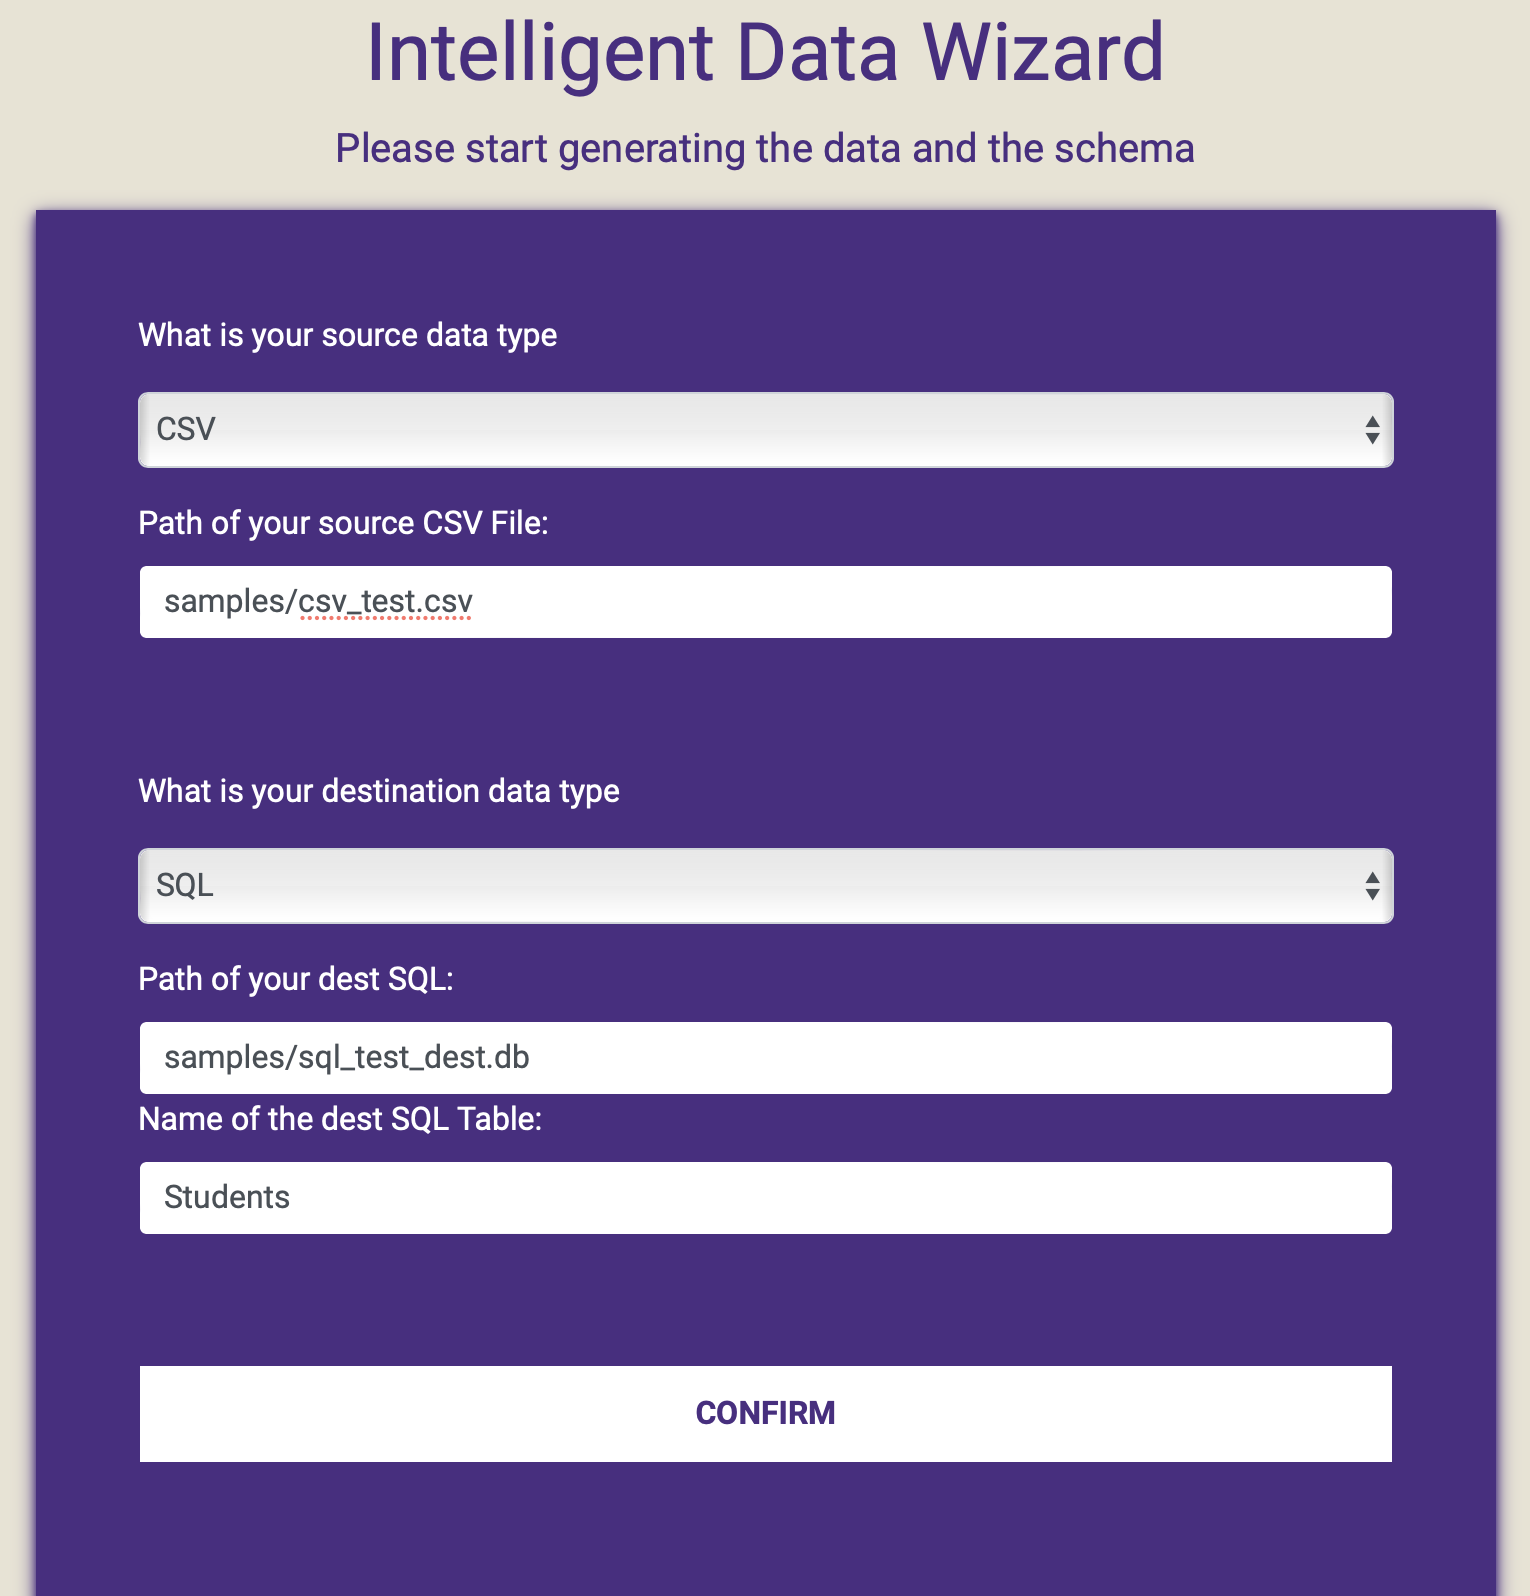 Intelligent Data Wizard
Please start generating the data and the schema
What is your source data type
CSV
Path of your source CSV File:
samples/csv_test.csv
What is your destination data type
SQL
Path of your dest SQL:
samples/sql_test_dest.db
Name of the dest SQL Table:
Students
CONFIRM